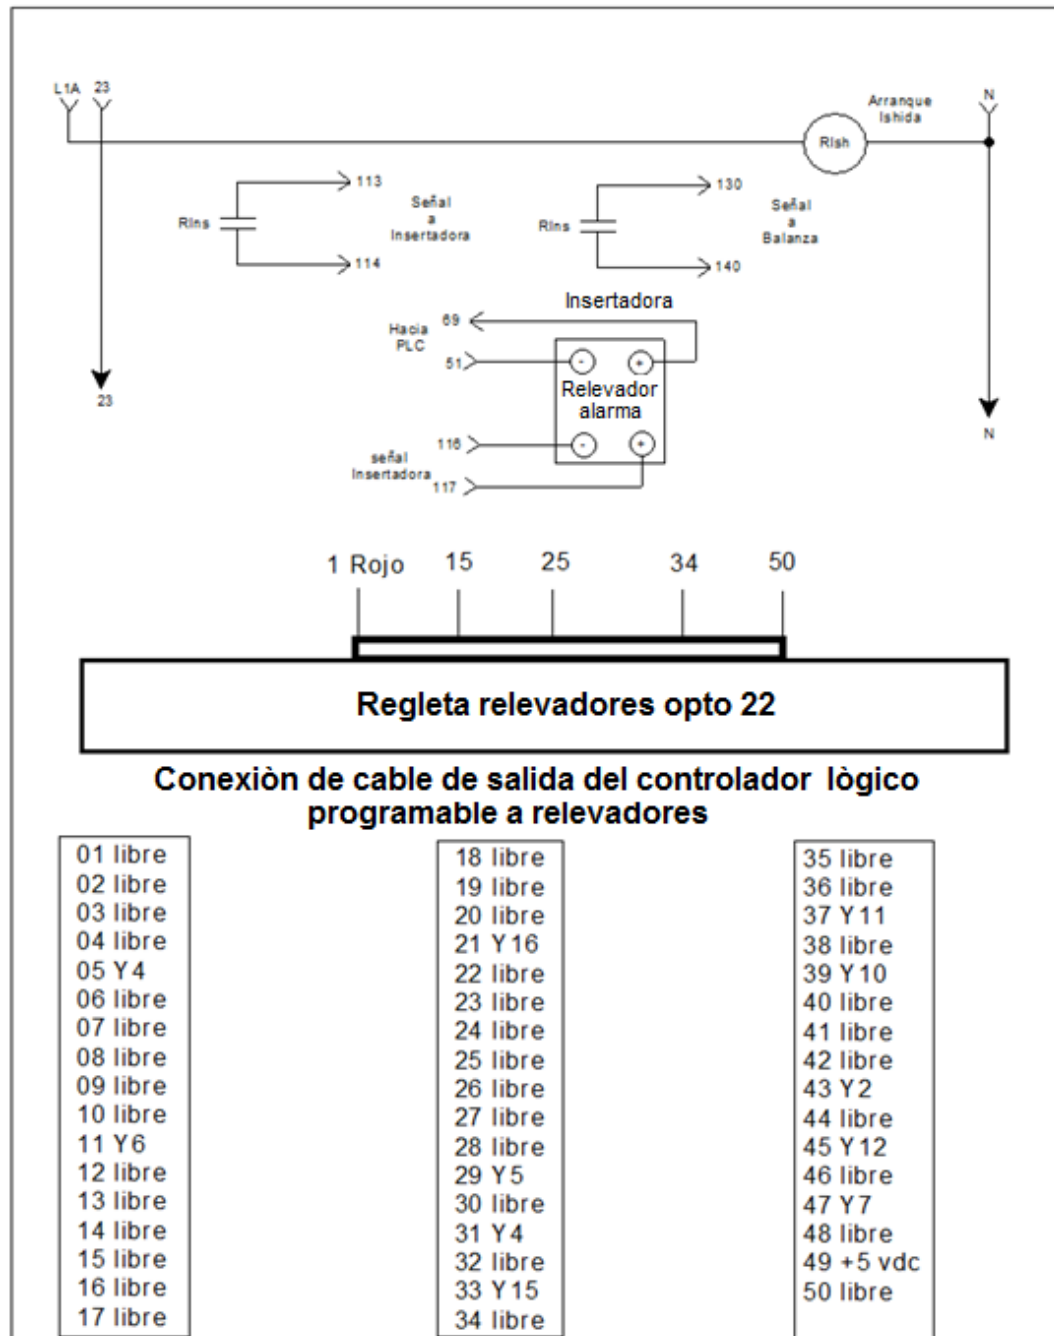 L1A 23 N
Arranque
Ishida
RIsh
113
Señal
a
Insertadora
RIns
114
130
Señal
a
Balanza
RIns
140
Insertadora
69
Hacia
PLC
51
- +
Relevador
alarma
23
N
116
- +
señal
Insertadora
117
1 Rojo 15 25 34 50
Regleta relevadores opto 22
Conexiòn de cable de salida del controlador lògico
programable a relevadores
01 libre
02 libre
03 libre
04 libre
05 Y4
06 libre
07 libre
08 libre
09 libre
10 libre
11 Y6
12 libre
13 libre
14 libre
15 libre
16 libre
17 libre
18 libre
19 libre
20 libre
21 Y16
22 libre
23 libre
24 libre
25 libre
26 libre
27 libre
28 libre
29 Y5
30 libre
31 Y4
32 libre
33 Y15
34 libre
35 libre
36 libre
37 Y11
38 libre
39 Y10
40 libre
41 libre
42 libre
43 Y2
44 libre
45 Y12
46 libre
47 Y7
48 libre
49 +5 vdc
50 libre